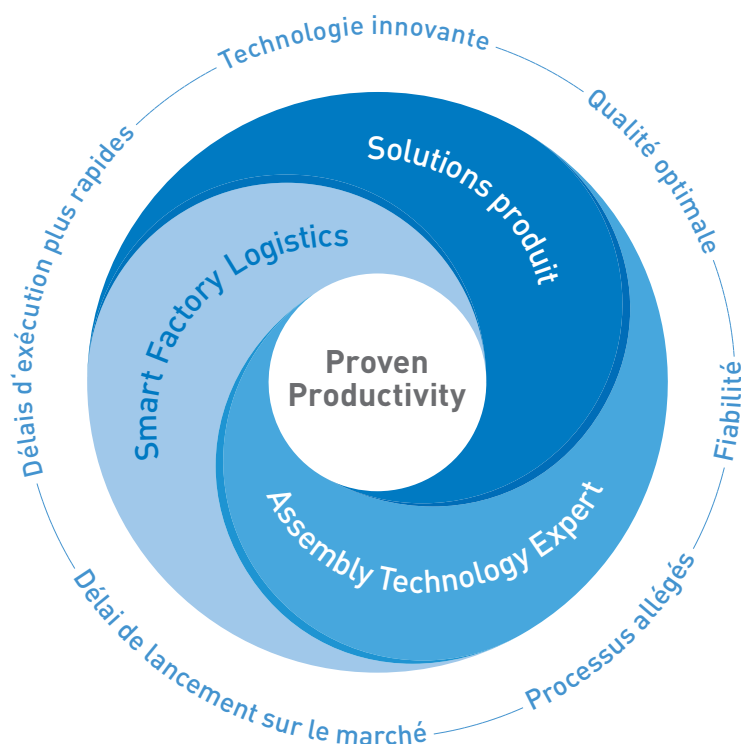 Technologie innovante
Qualité optimale
Fiabilité
Processus allégés
Délai de lancement sur le marché
Délais d‘exécution plus rapides
Solutions produit
Assembly Technology Expert
Smart Factory Logistics
Proven
Productivity